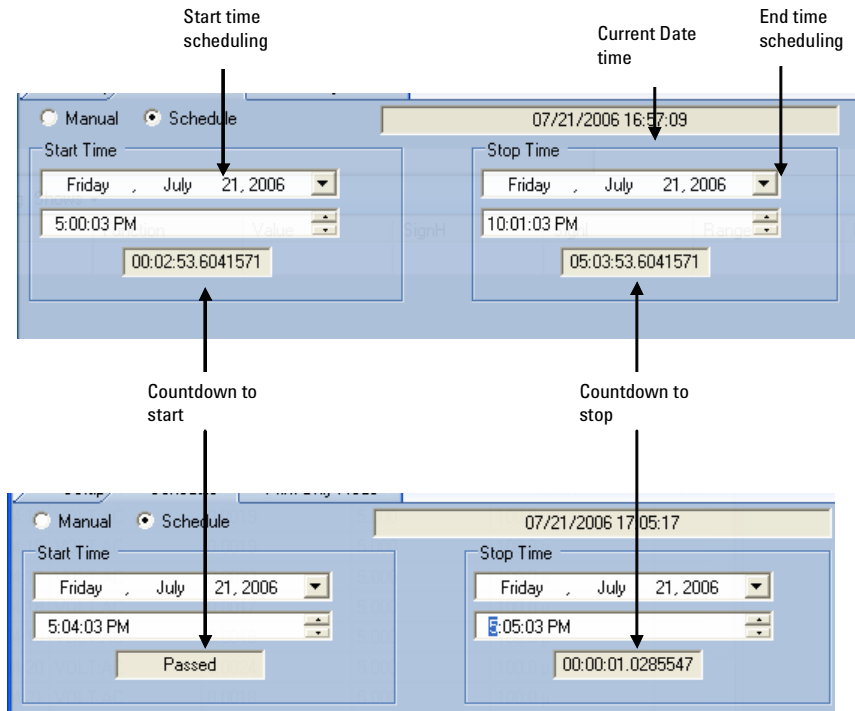 Start time
scheduling
Current Date
time
End time
scheduling
Manual Schedule 07/21/2006 16:57:09
Start Time Stop Time
Friday , July 21, 2006 Friday , July 21, 2006
5:00:03 PM 10:01:03 PM
Value SignH Range
00:02:53.6041571 05:03:53.6041571
Countdown to
start
Countdown to
stop
Manual Schedule 07/21/2006 17:05:17
Start Time Stop Time
Friday , July 21, 2006 Friday , July 21, 2006
5:04:03 PM 5:05:03 PM
Passed 00:00:01.0285547